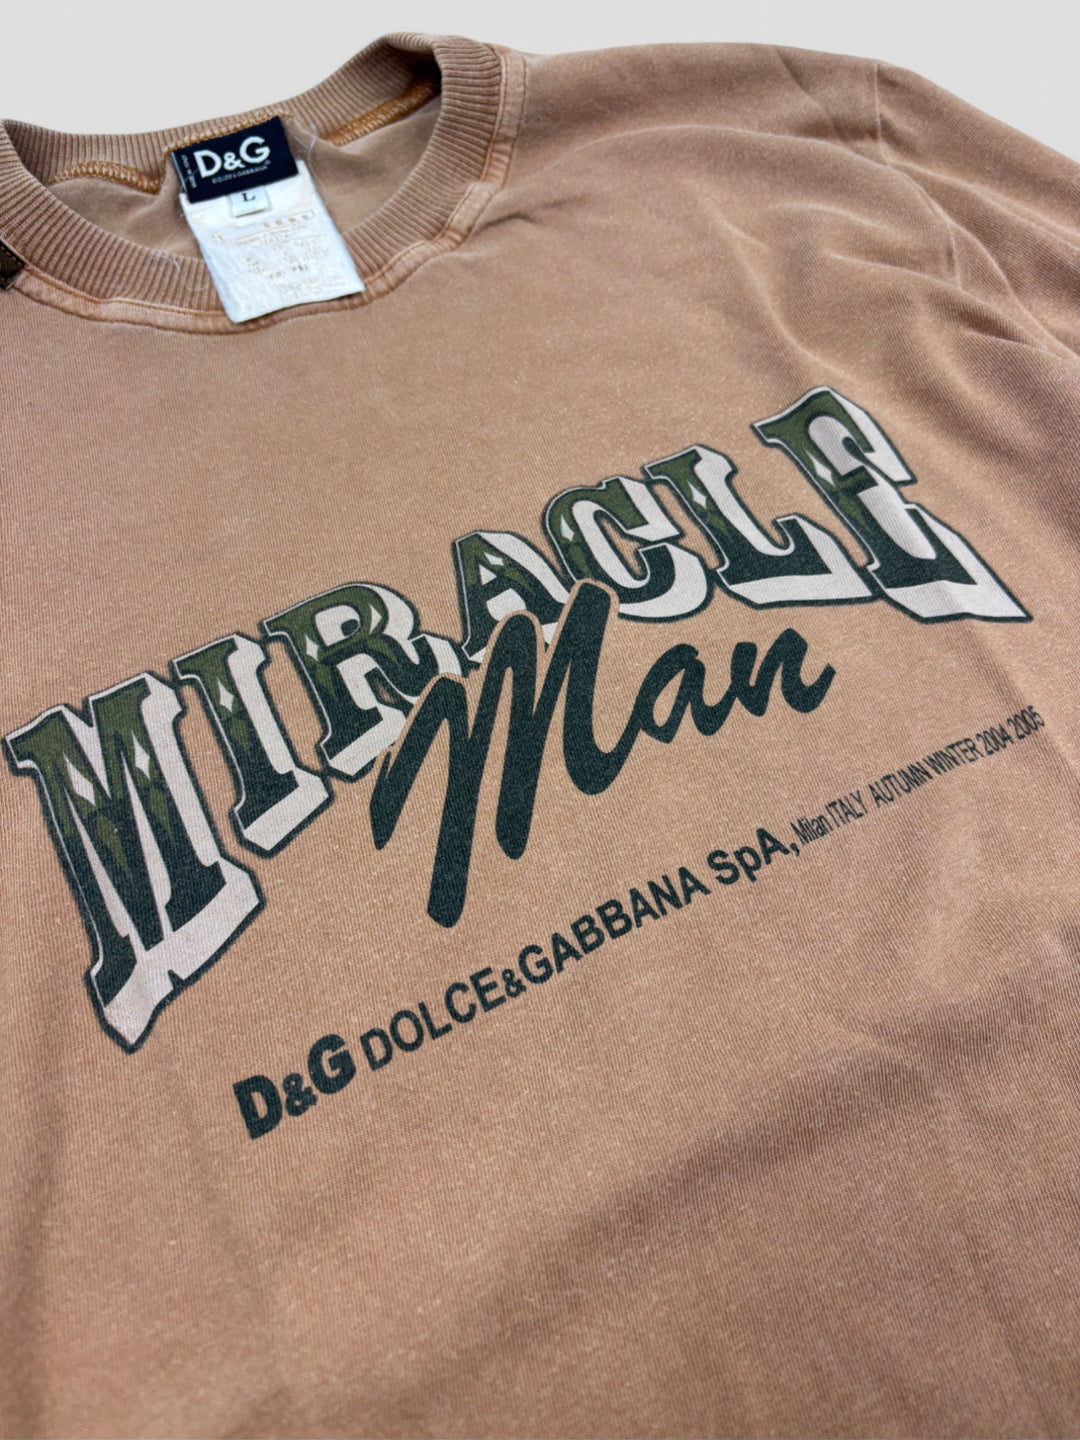 D&G
DOLCE&GABBANA
L
MIRACLE
Man
D&G DOLCE&GABBANA SpA, Milan ITALY AUTUMN WINTER 2004 2005